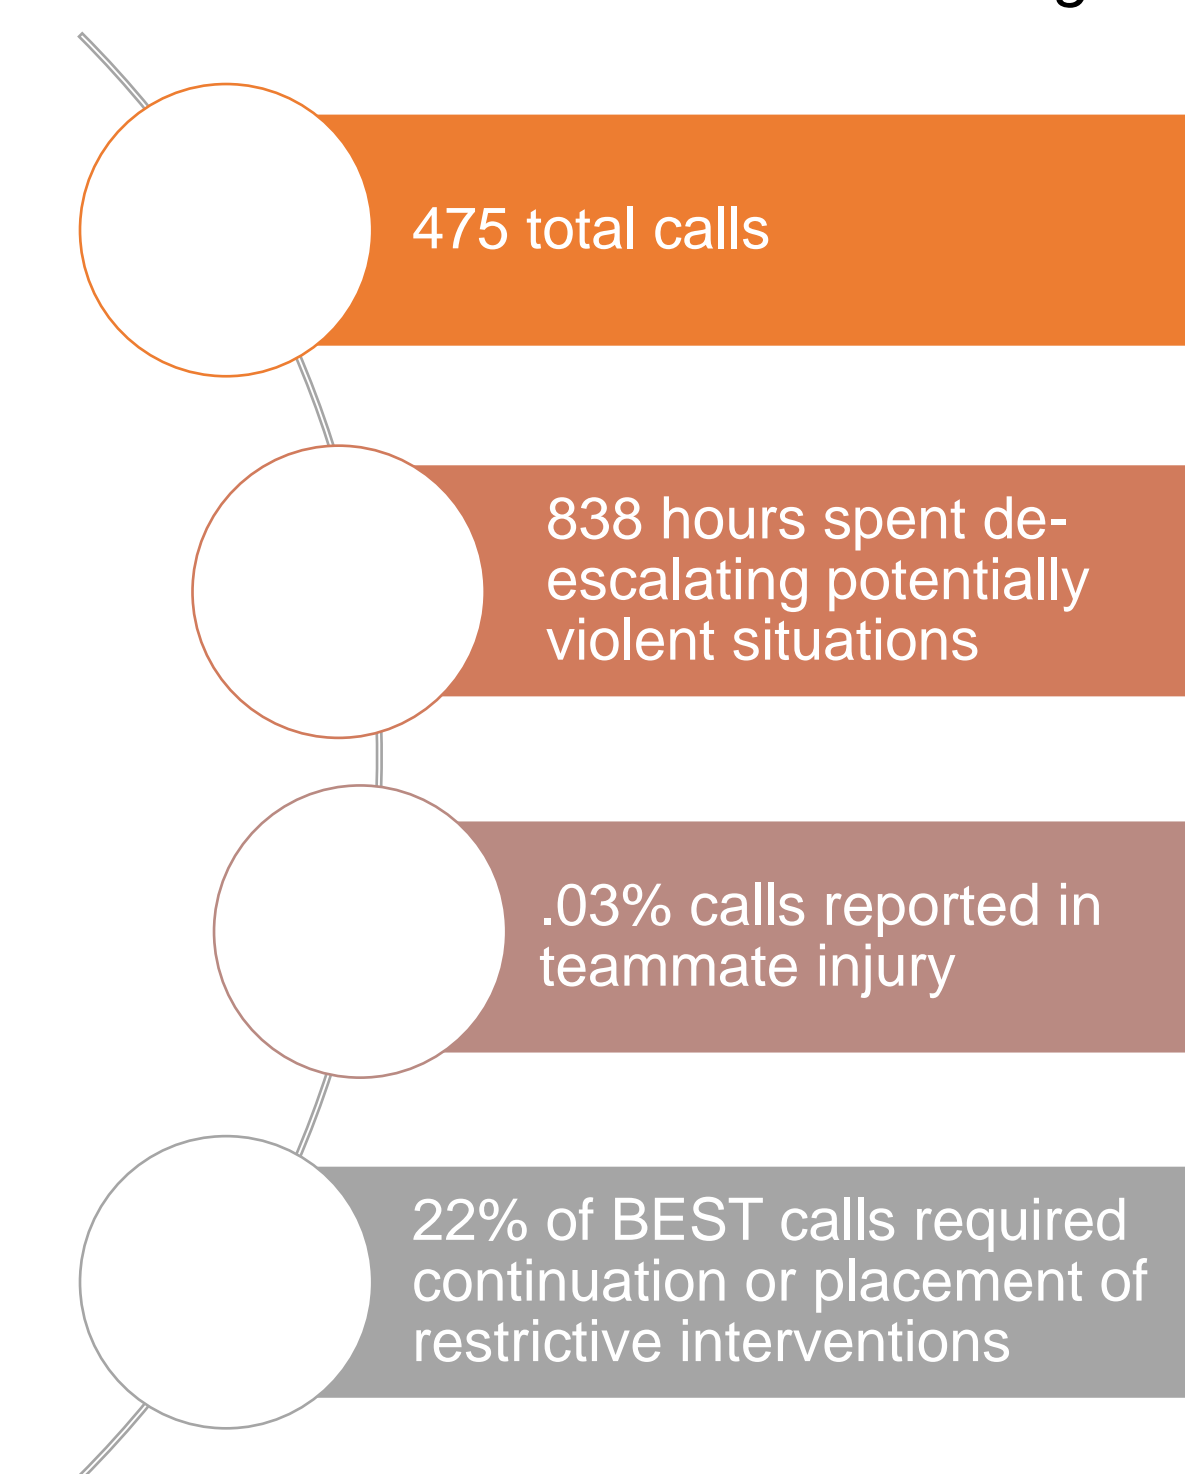 475 total calls
838 hours spent de-
escalating potentially
violent situations
.03% calls reported in
teammate injury
22% of BEST calls required
continuation or placement of
restrictive interventions